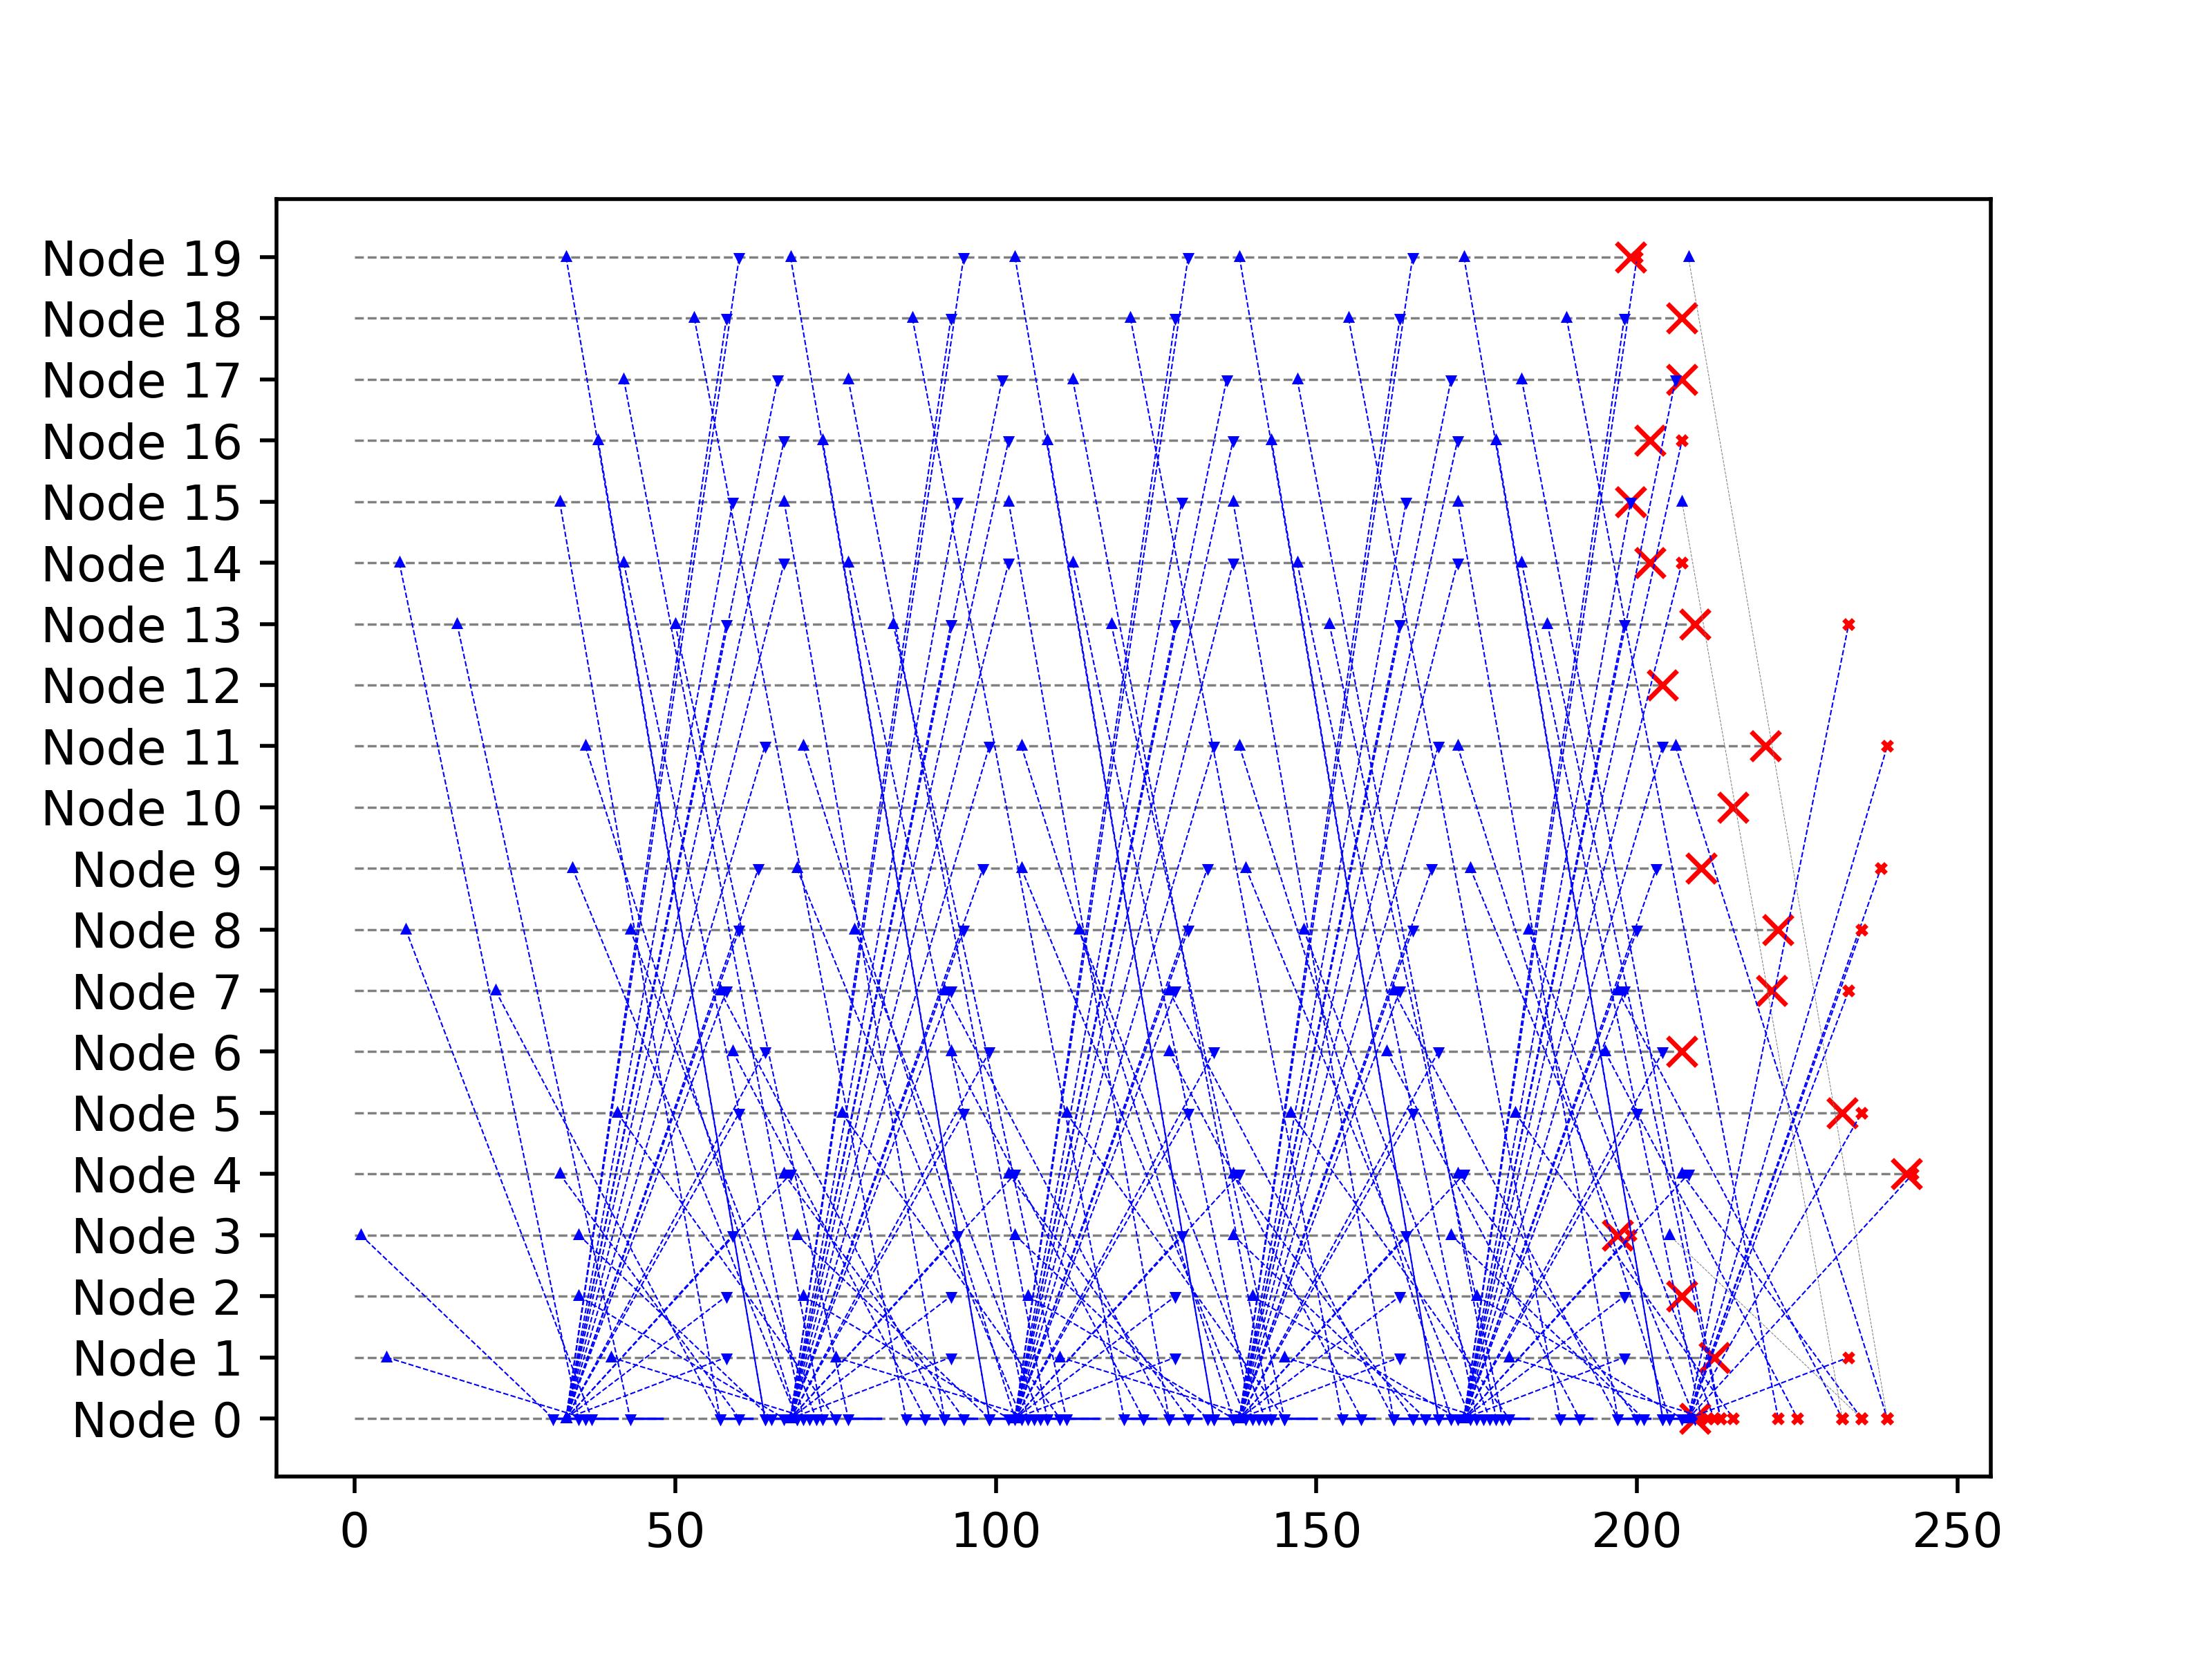 Node 19
Node 18
Node 17
Node 16
Node 15
Node 14
Node 13
Node 12
Node 11
Node 10
Node 9
Node 8
Node 7
Node 6
Node 5
Node 4
Node 3
Node 2
Node 1
Node 0
0 50 100 150 200 250